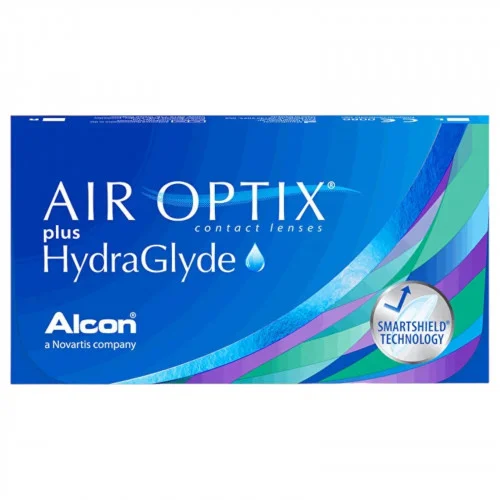 AIR OPTIX®
contact lenses
plus
HydraGlyde
Alcon®
a Novartis company
SMARTSHIELD®
TECHNOLOGY